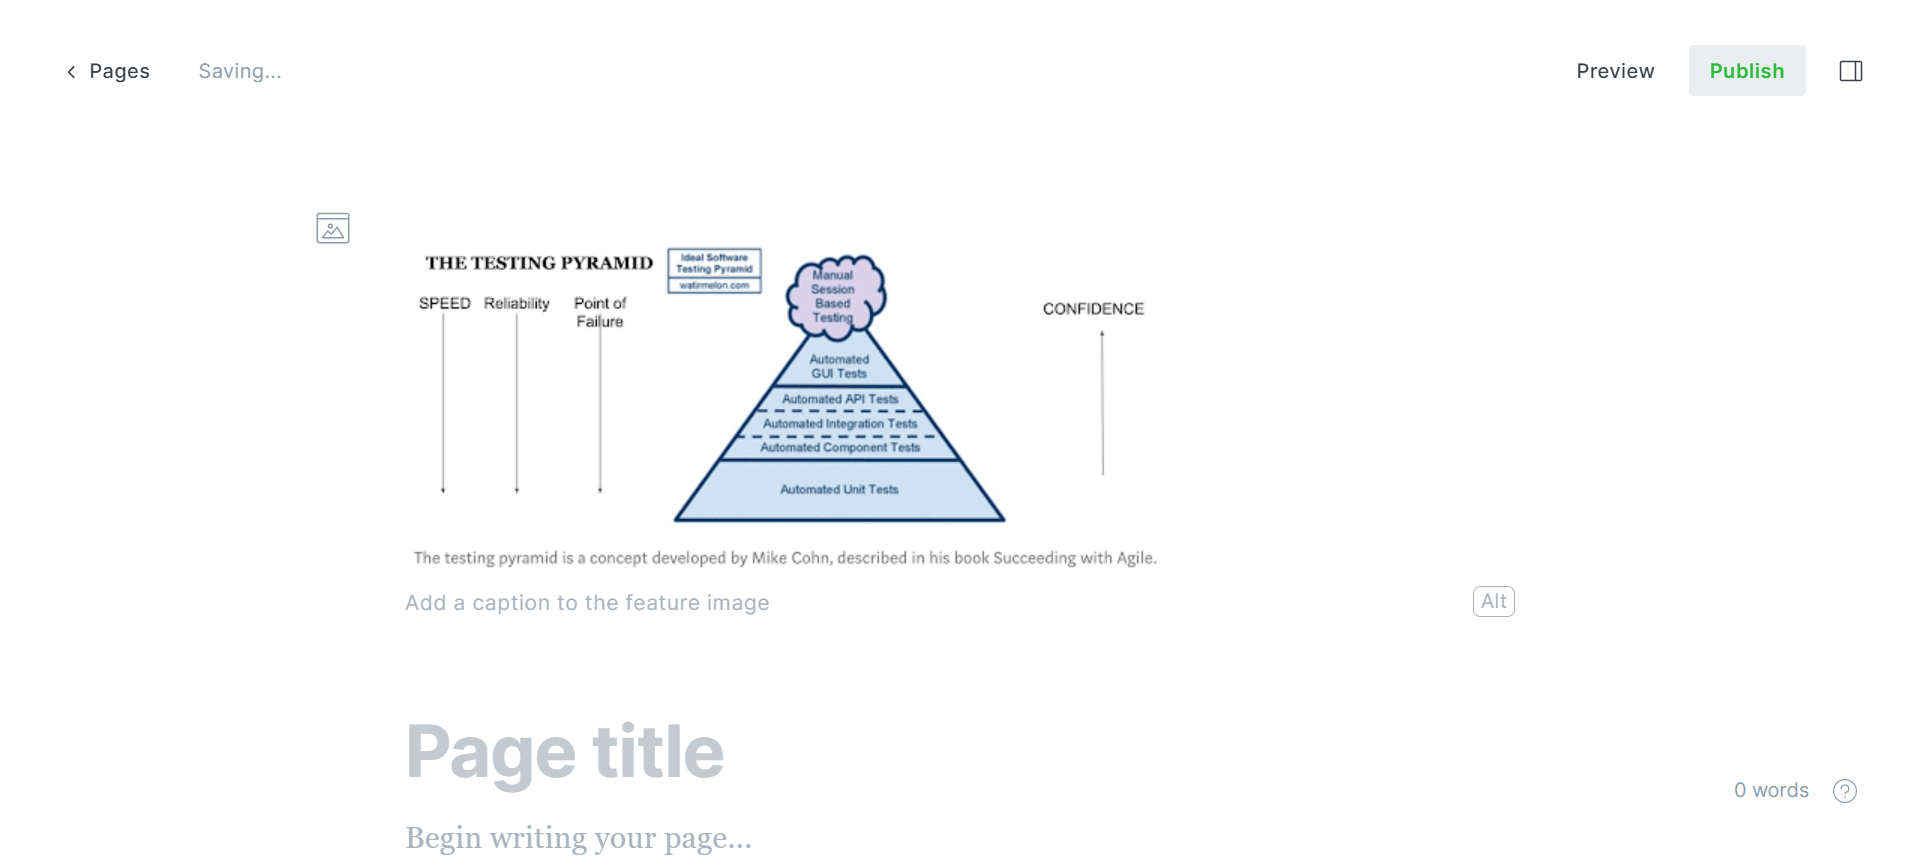 Pages
Saving...
Preview
Publish
THE TESTING PYRAMID
Ideal Software
Testing Pyramid
watirmelon.com
SPEED
Reliability
Point of
Failure
Manual
Session
Based
Testing
CONFIDENCE
Automated
GUI Tests
Automated API Tests
Automated Integration Tests
Automated Component Tests
Automated Unit Tests
The testing pyramid is a concept developed by Mike Cohn, described in his book Succeeding with Agile.
Add a caption to the feature image
Alt
Page title
0 words
?
Begin writing your page...